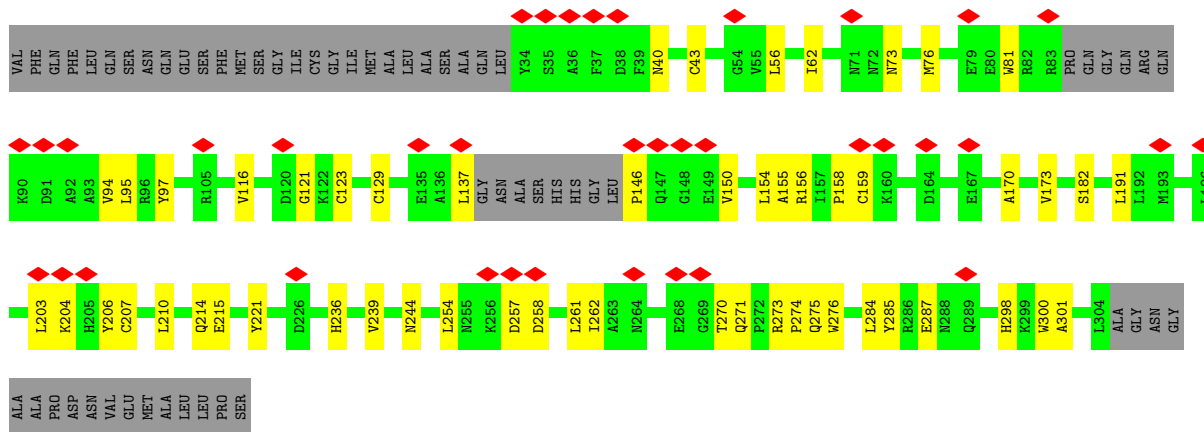 VAL PHE GLN PHE LEU GLN SER ASN GLN GLU SER PHE MET SER GLY ILE CYS GLY ILE MET ALA LEU ALA SER ALA GLN LEU Y34 S35 A36 F37 D38 F39 N40 C43 G54 V55 L56 I62 N71 N72 N73 M76 E79 E80 W81 R82 R83 PRO GLN GLY GLN ARG GLN
K90 D91 A92 A93 V94 L95 R96 Y97 R105 V116 D120 G121 K122 C123 C129 E135 A136 L137 GLY ASN ALA SER HIS HIS GLY LEU P146 Q147 G148 E149 V150 L154 A155 R156 I157 P158 C159 K160 D164 E167 A170 V173 S182 L191 L192 M193
L203 K204 H205 Y206 C207 L210 Q214 E215 Y221 D226 H236 V239 N244 L254 N255 K256 D257 D258 L261 I262 A263 N264 E268 G269 T270 Q271 P272 R273 P274 Q275 W276 L284 Y285 R286 E287 N288 Q289 H298 K299 W300 A301 L304 ALA GLY ASN GLY
ALA ALA PRO ASP ASN VAL GLU MET ALA LEU LEU PRO SER